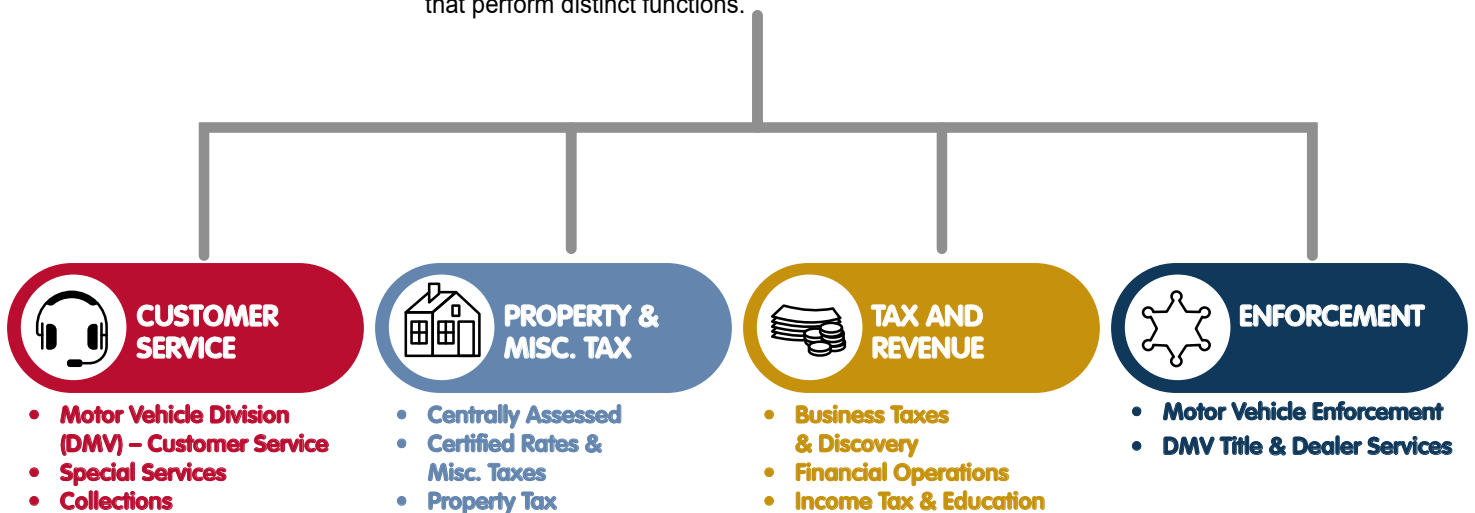 that perform distinct functions.
CUSTOMER
SERVICE
• Motor Vehicle Division
(DMV) – Customer Service
• Special Services
• Collections
PROPERTY &
MISC. TAX
• Centrally Assessed
• Certified Rates &
Misc. Taxes
• Property Tax
TAX AND
REVENUE
• Business Taxes
& Discovery
• Financial Operations
• Income Tax & Education
ENFORCEMENT
• Motor Vehicle Enforcement
• DMV Title & Dealer Services